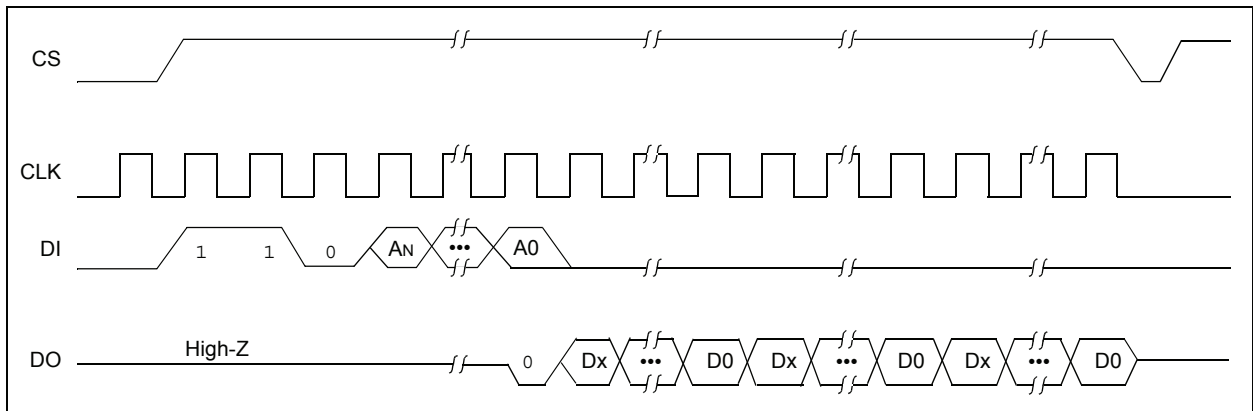 CS
CLK
DI 1 1 0 AN ••• A0
DO High-Z 0 Dx ••• D0 Dx ••• D0 Dx ••• D0